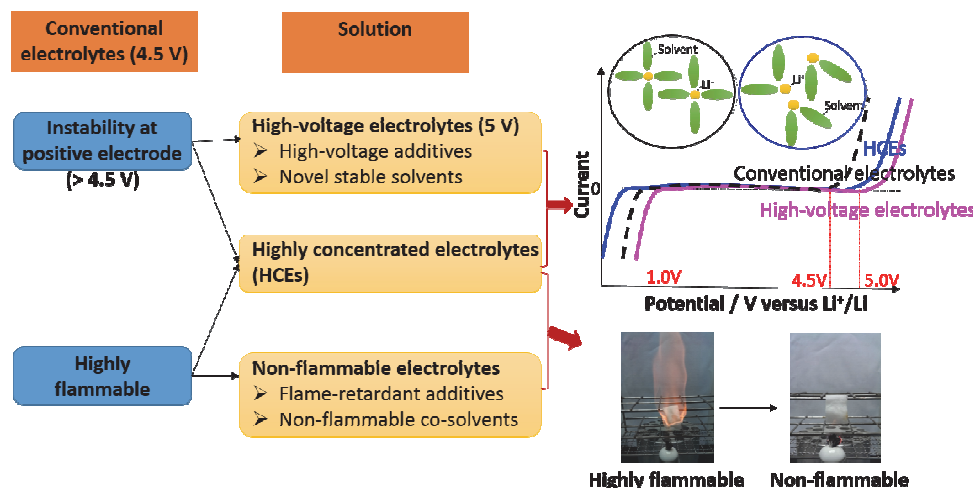 Conventional
electrolytes (4.5 V)
Solution
Instability at
positive electrode
(> 4.5 V)
High-voltage electrolytes (5 V)
➢ High-voltage additives
➢ Novel stable solvents
Highly concentrated electrolytes
(HCEs)
Highly
flammable
Non-flammable electrolytes
➢ Flame-retardant additives
➢ Non-flammable co-solvents
Solvent
Li⁺
Li⁺
Solvent
Current
0
HCEs
Conventional electrolytes
High-voltage electrolytes
1.0V
4.5V
5.0V
Potential / V versus Li⁺/Li
Highly flammable
Non-flammable